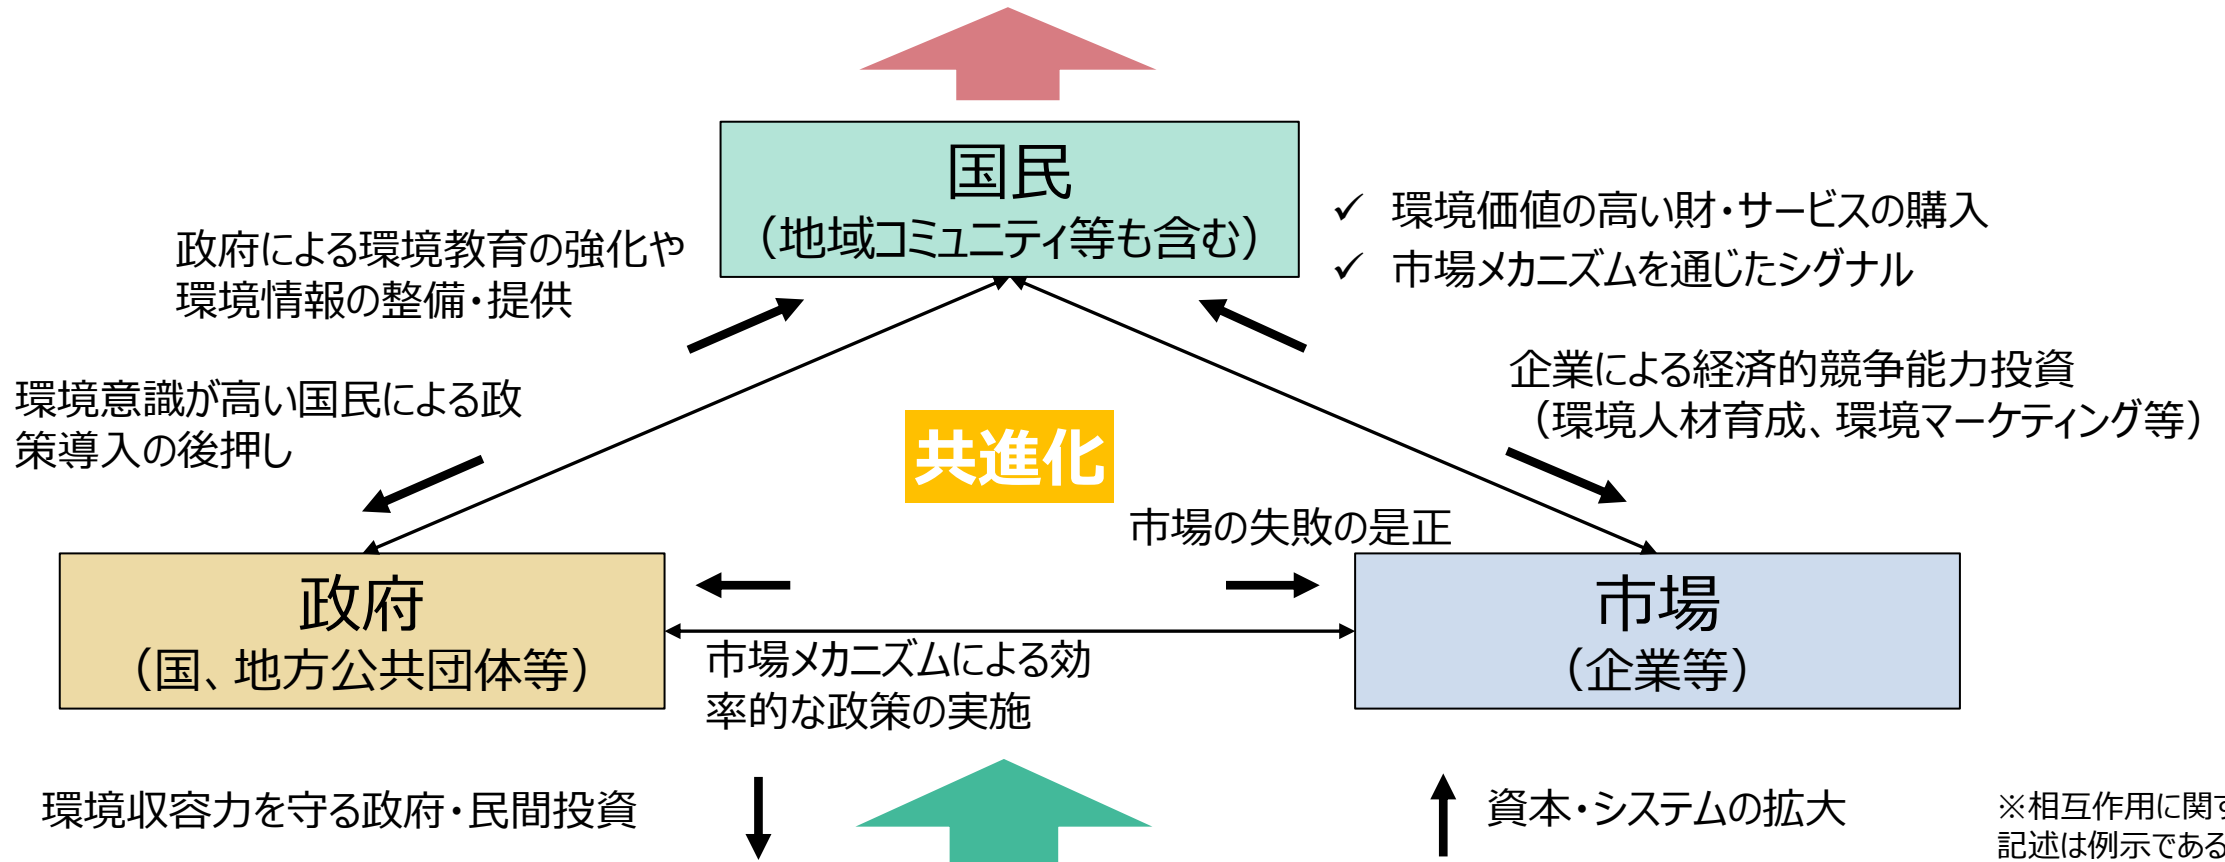 国民
（地域コミュニティ等も含む）
✓ 環境価値の高い財・サービスの購入
✓ 市場メカニズムを通じたシグナル
政府による環境教育の強化や
環境情報の整備・提供
企業による経済的競争能力投資
（環境人材育成、環境マーケティング等）
環境意識が高い国民による政
策導入の後押し
共進化
市場の失敗の是正
政府
（国、地方公共団体等）
市場
（企業等）
市場メカニズムによる効
率的な政策の実施
環境収容力を守る政府・民間投資
資本・システムの拡大
※相互作用に関す
記述は例示である